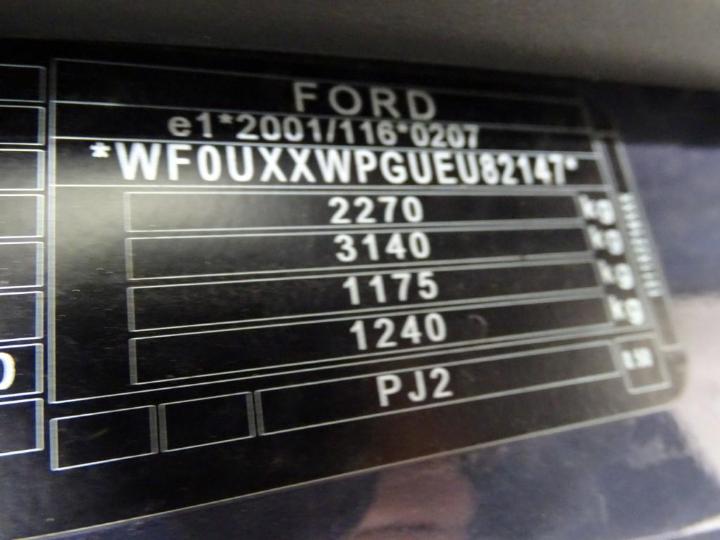 FORD
e1*2001/116*0207
*WF0UXXWPGUEU82147*
2270 kg
3140 kg
1175 kg
1240 kg
PJ2